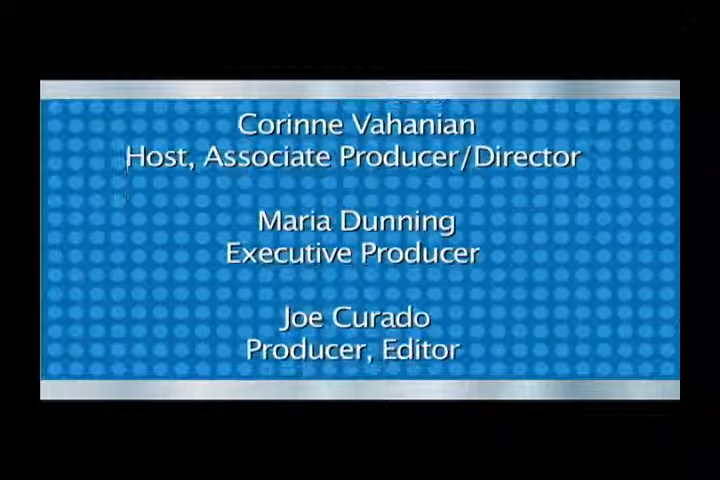 Corinne Vahanian
Host, Associate Producer/Director
Maria Dunning
Executive Producer
Joe Curado
Producer, Editor